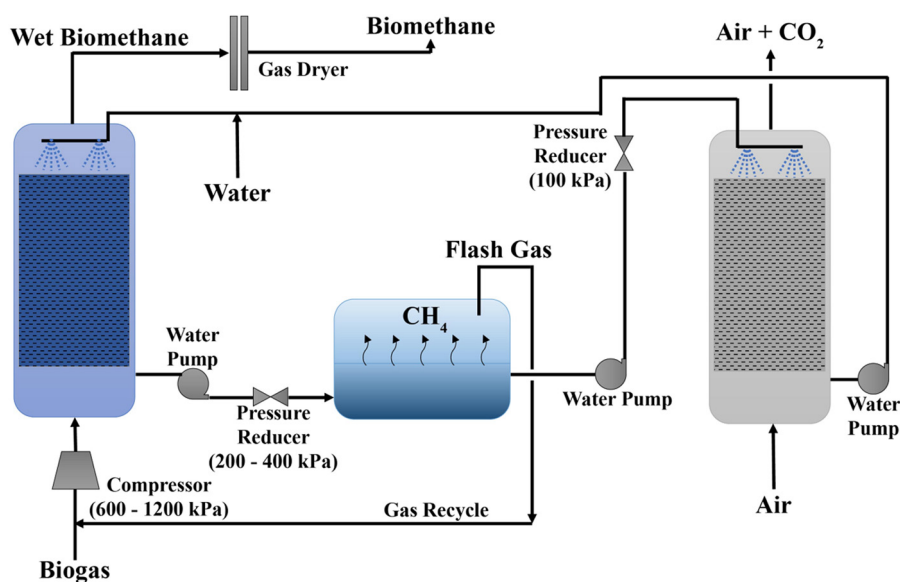 Wet Biomethane
Biomethane
Gas Dryer
Air + CO₂
Pressure
Reducer
(100 kPa)
Water
Flash Gas
CH₄
Water
Pump
Pressure
Reducer
(200 - 400 kPa)
Water Pump
Water
Pump
Compressor
(600 - 1200 kPa)
Gas Recycle
Air
Biogas